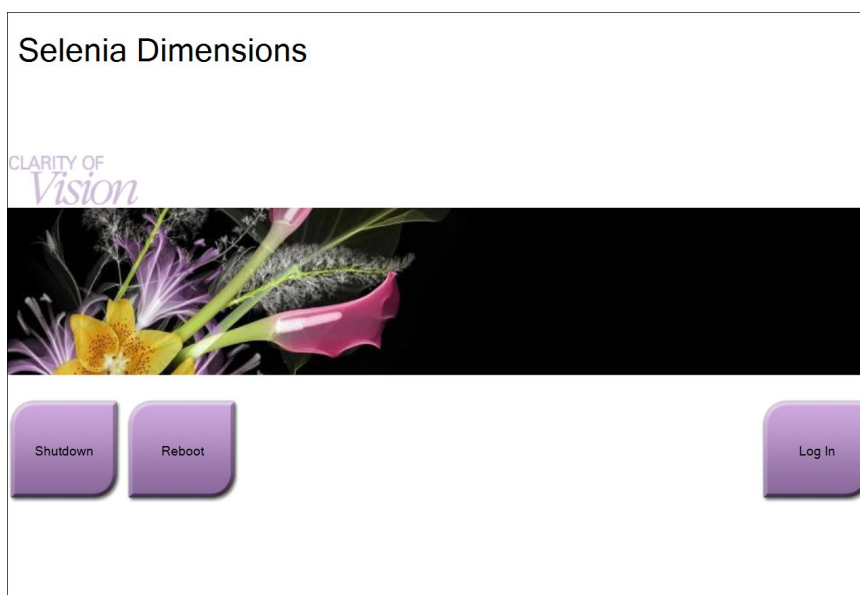 Selenia Dimensions
CLARITY OF
Vision
Shutdown
Reboot
Log In